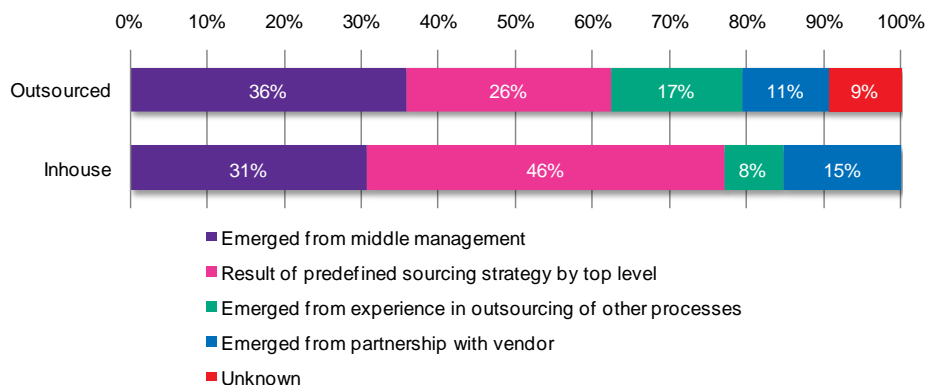 0% 10% 20% 30% 40% 50% 60% 70% 80% 90% 100%
Outsourced 36% 26% 17% 11% 9%
Inhouse 31% 46% 8% 15%
Emerged from middle management
Result of predefined sourcing strategy by top level
Emerged from experience in outsourcing of other processes
Emerged from partnership with vendor
Unknown